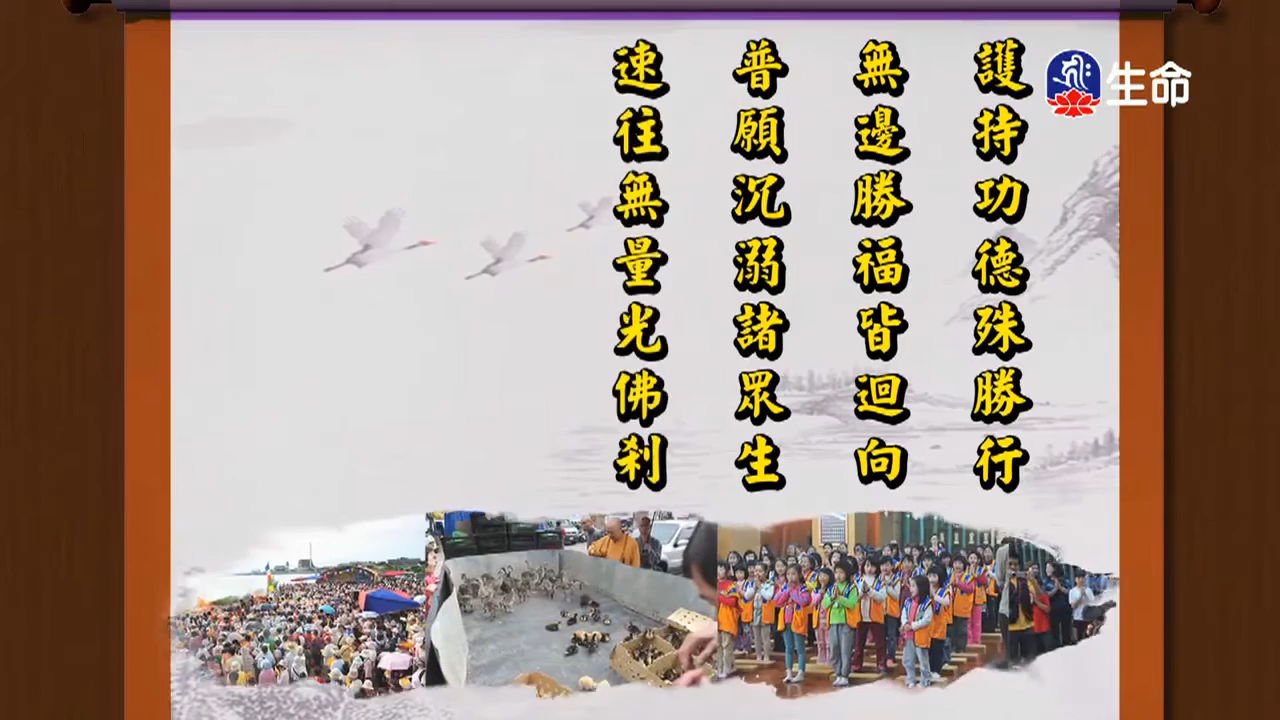 護持功德殊勝行
無邊勝福皆迴向
普願沉溺諸眾生
速往無量光佛剎
生命